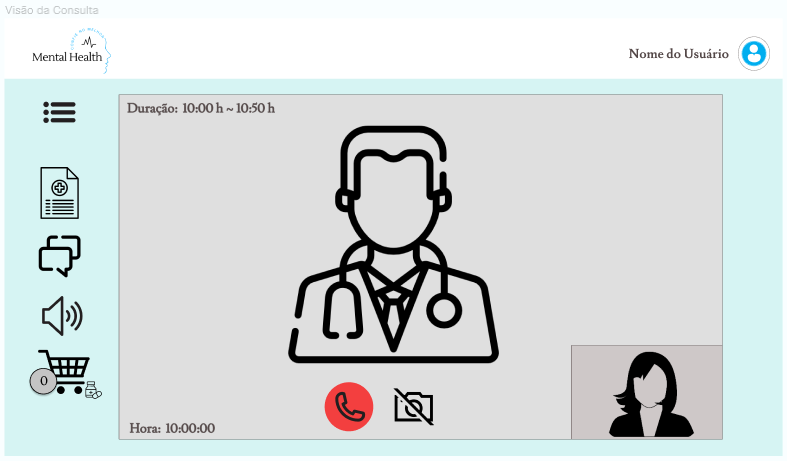 Visão da Consulta
Mental Health
Nome do Usuário
Duração: 10:00 h ~ 10:50 h
0
Hora: 10:00:00